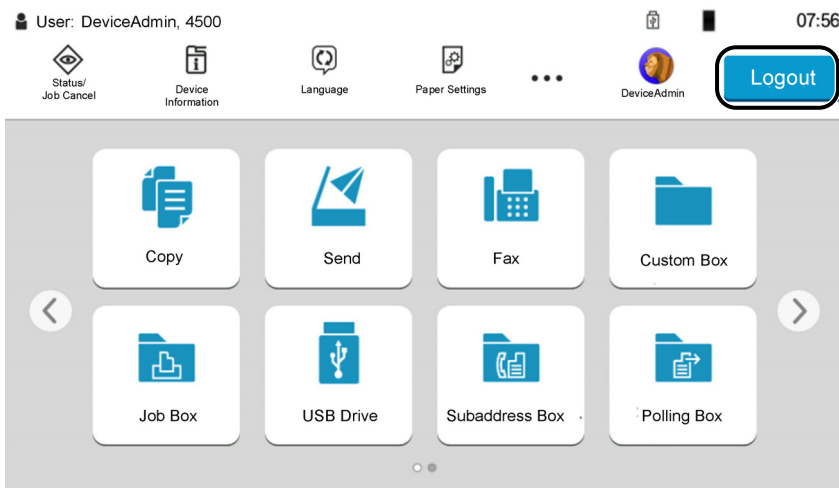 User: DeviceAdmin, 4500
07:56
Status/
Job Cancel
Device
Information
Language
Paper Settings
DeviceAdmin
Logout
Copy
Send
Fax
Custom Box
Job Box
USB Drive
Subaddress Box
Polling Box